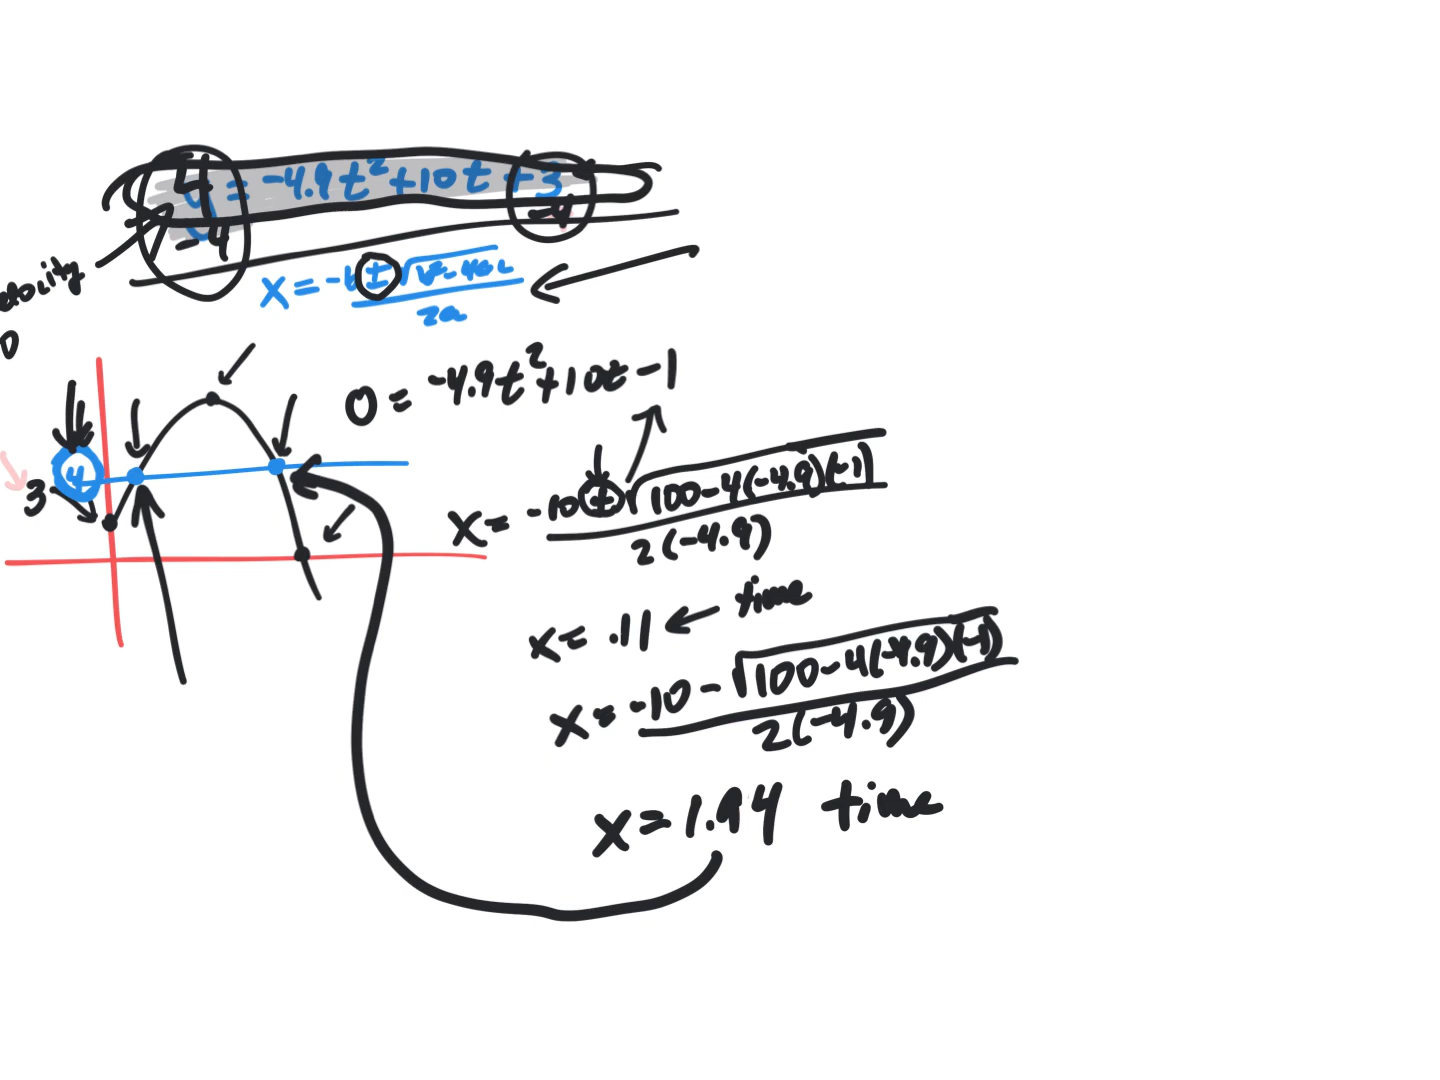 4 = -4.9t² + 10t + 3
-4 -4
x = -b ± √b² - 4ac
2a
0
0 = -4.9t² + 10t - 1
4
3
x = -10 ± √100 - 4(-4.9)(-1)
2(-4.9)
time
x = .11
x = -10 - √100 - 4(-4.9)(-1)
2(-4.9)
x = 1.94 time